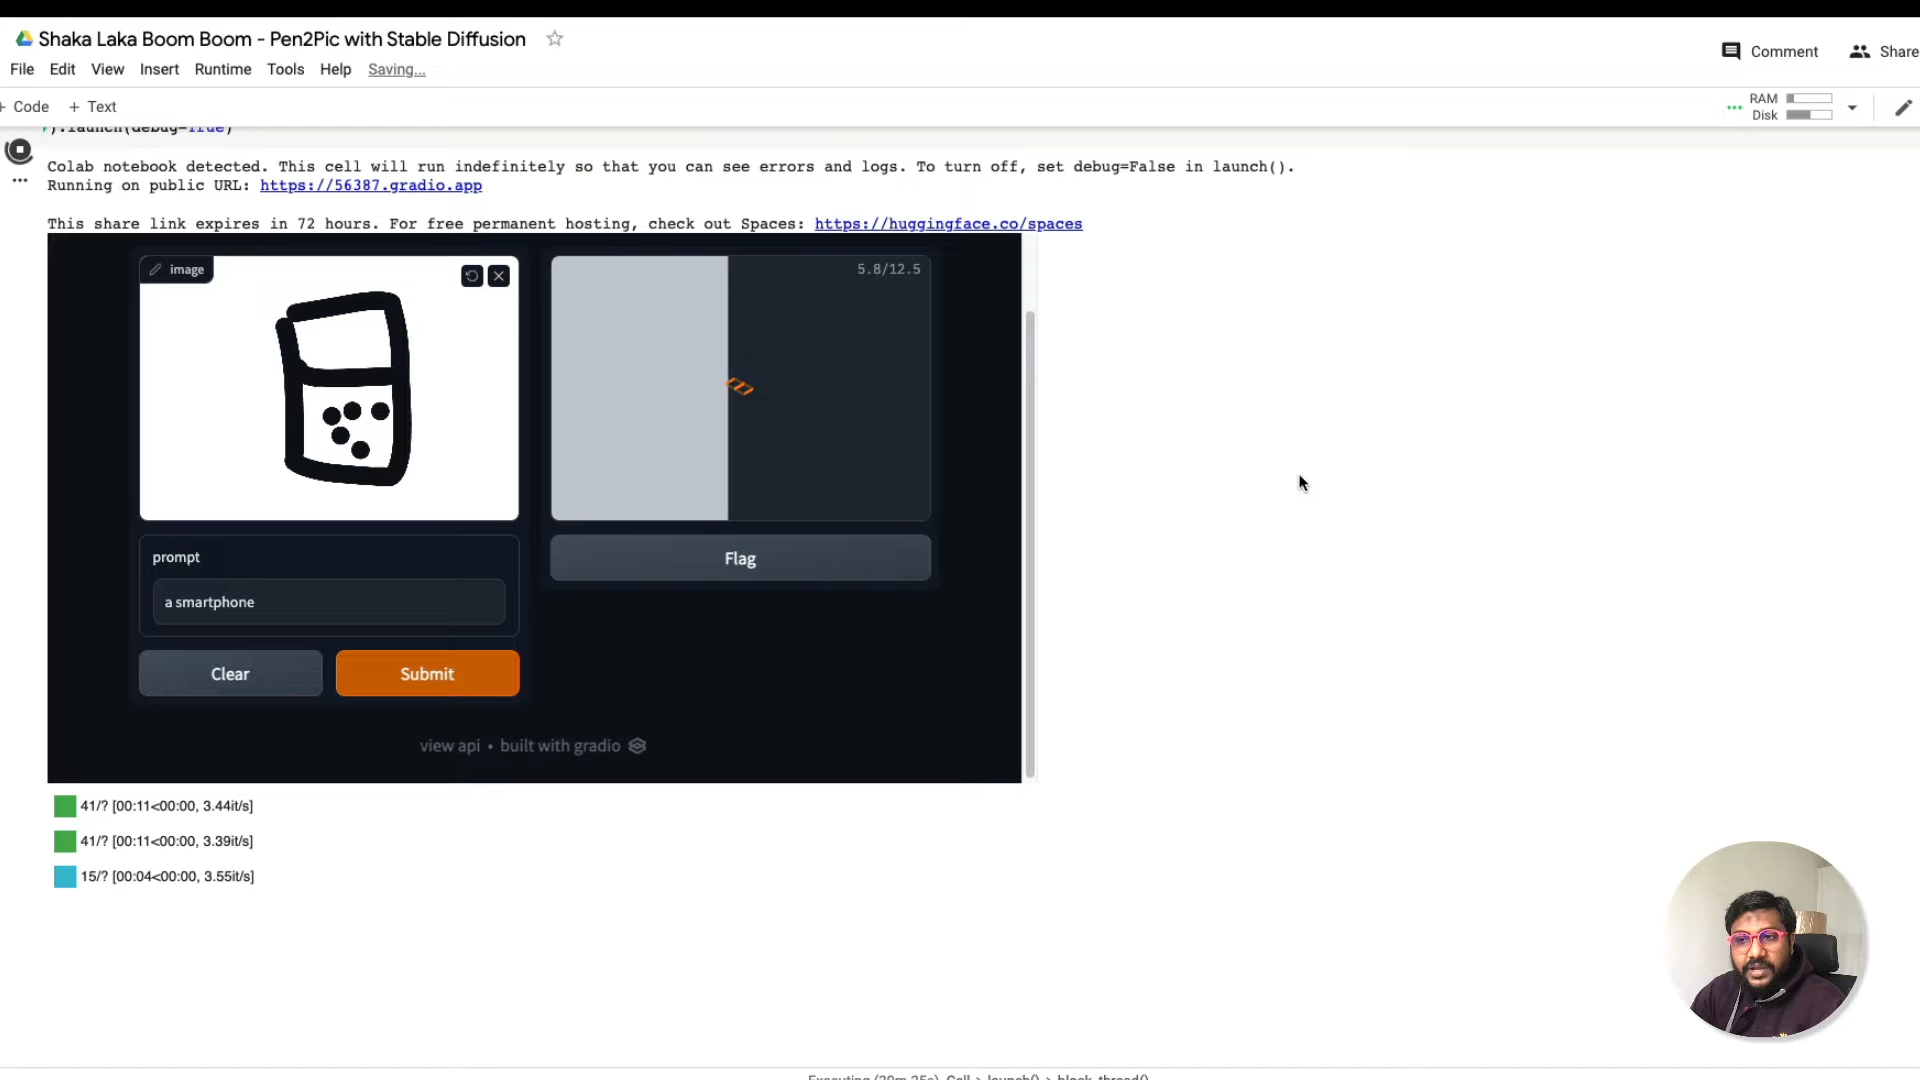 Shaka Laka Boom Boom - Pen2Pic with Stable Diffusion
Comment
Share
File Edit View Insert Runtime Tools Help Saving...
+ Code + Text
RAM
Disk
).launch(debug=True)
Colab notebook detected. This cell will run indefinitely so that you can see errors and logs. To turn off, set debug=False in launch().
Running on public URL: https://56387.gradio.app
This share link expires in 72 hours. For free permanent hosting, check out Spaces: https://huggingface.co/spaces
image
5.8/12.5
prompt
a smartphone
Flag
Clear
Submit
view api • built with gradio
41/? [00:11<00:00, 3.44it/s]
41/? [00:11<00:00, 3.39it/s]
15/? [00:04<00:00, 3.55it/s]